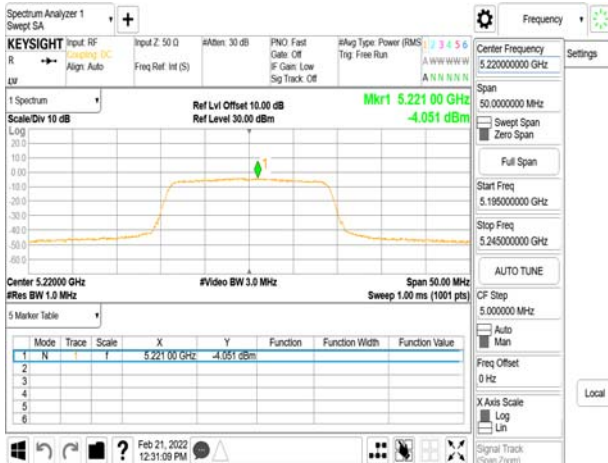 Spectrum Analyzer 1
Swept SA
+
Frequency
KEYSIGHT
R
LV
Input: RF
Coupling: DC
Align: Auto
Input Z: 50 Ω
Freq Ref: Int (S)
#Atten: 30 dB
PNO: Fast
Gate: Off
IF Gain: Low
Sig Track: Off
#Avg Type: Power (RMS
Trig: Free Run
1 2 3 4 5 6
A W W W W W
A N N N N N
Center Frequency
5.220000000 GHz
Settings
1 Spectrum
Scale/Div 10 dB
Ref Lvl Offset 10.00 dB
Ref Level 30.00 dBm
Mkr1 5.221 00 GHz
-4.051 dBm
Span
50.0000000 MHz
Swept Span
Zero Span
Full Span
Start Freq
5.195000000 GHz
Stop Freq
5.245000000 GHz
AUTO TUNE
CF Step
5.000000 MHz
Auto
Man
Freq Offset
0 Hz
X Axis Scale
Log
Lin
Signal Track
(Span Zoom)
Local
Log
20.0
10.0
0.00
-10.0
-20.0
-30.0
-40.0
-50.0
-60.0
1
Center 5.22000 GHz
#Res BW 1.0 MHz
#Video BW 3.0 MHz
Span 50.00 MHz
Sweep 1.00 ms (1001 pts)
5 Marker Table
Mode Trace Scale X Y Function Function Width Function Value
1 N 1 f 5.221 00 GHz -4.051 dBm
2
3
4
5
6
?
Feb 21, 2022
12:31:09 PM